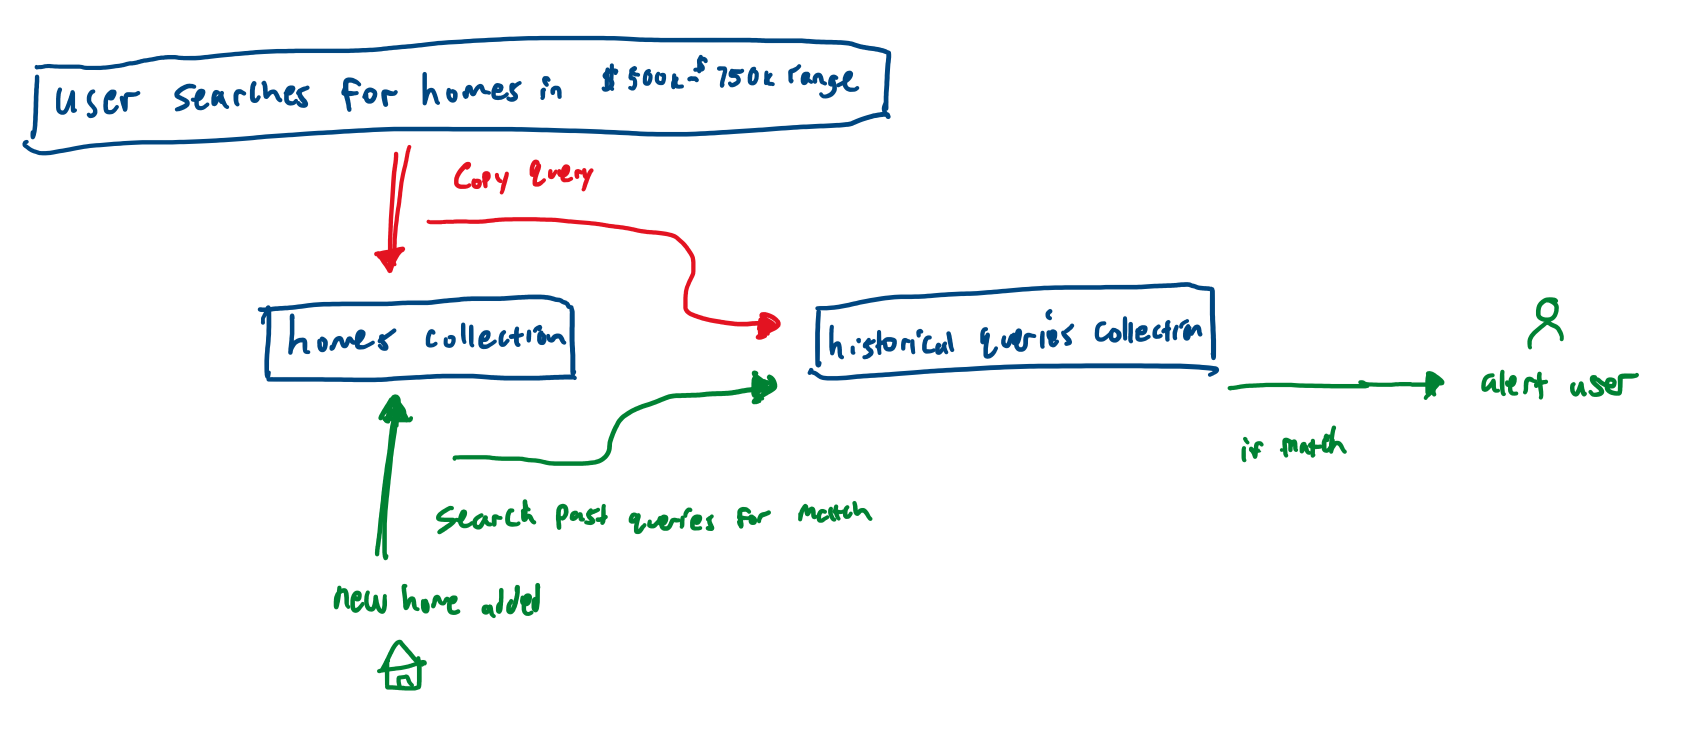 user searches for homes in $500k-$750k range
Copy query
homes collection
historical queries collection
alert user
if match
search past queries for match
new home added